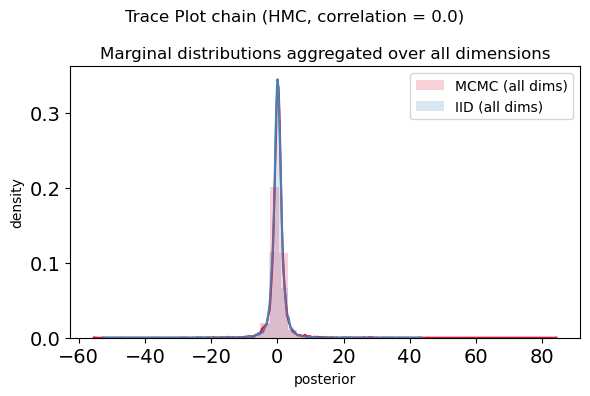 Trace Plot chain (HMC, correlation = 0.0)
Marginal distributions aggregated over all dimensions
MCMC (all dims)
IID (all dims)
density
0.3
0.2
0.1
0.0
−60 −40 −20 0 20 40 60 80
posterior